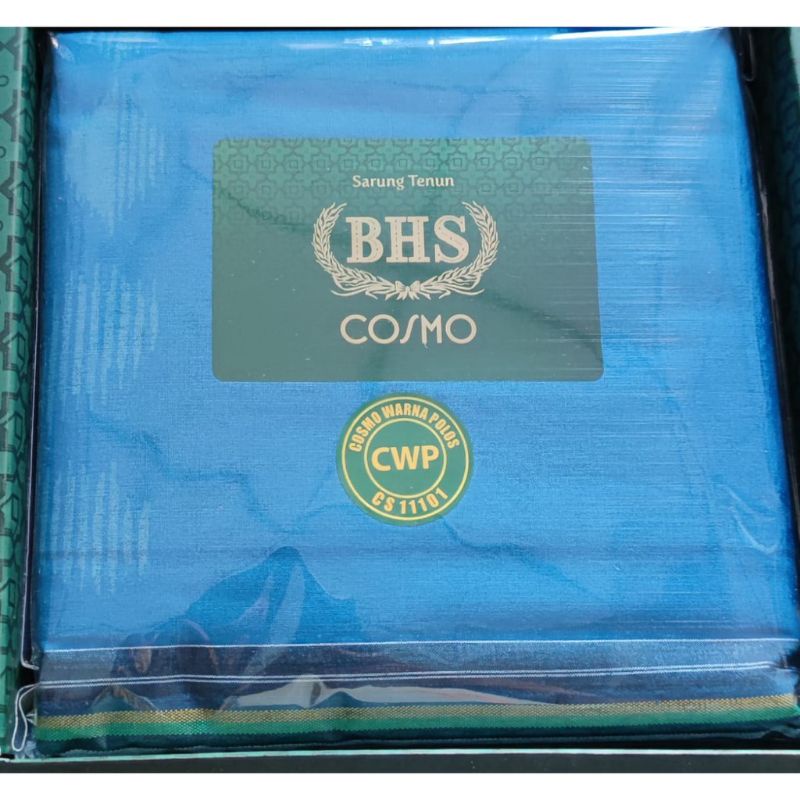 Sarung Tenun
BHS
COSMO
COSMO WARNA POLOS
CWP
CS 11101